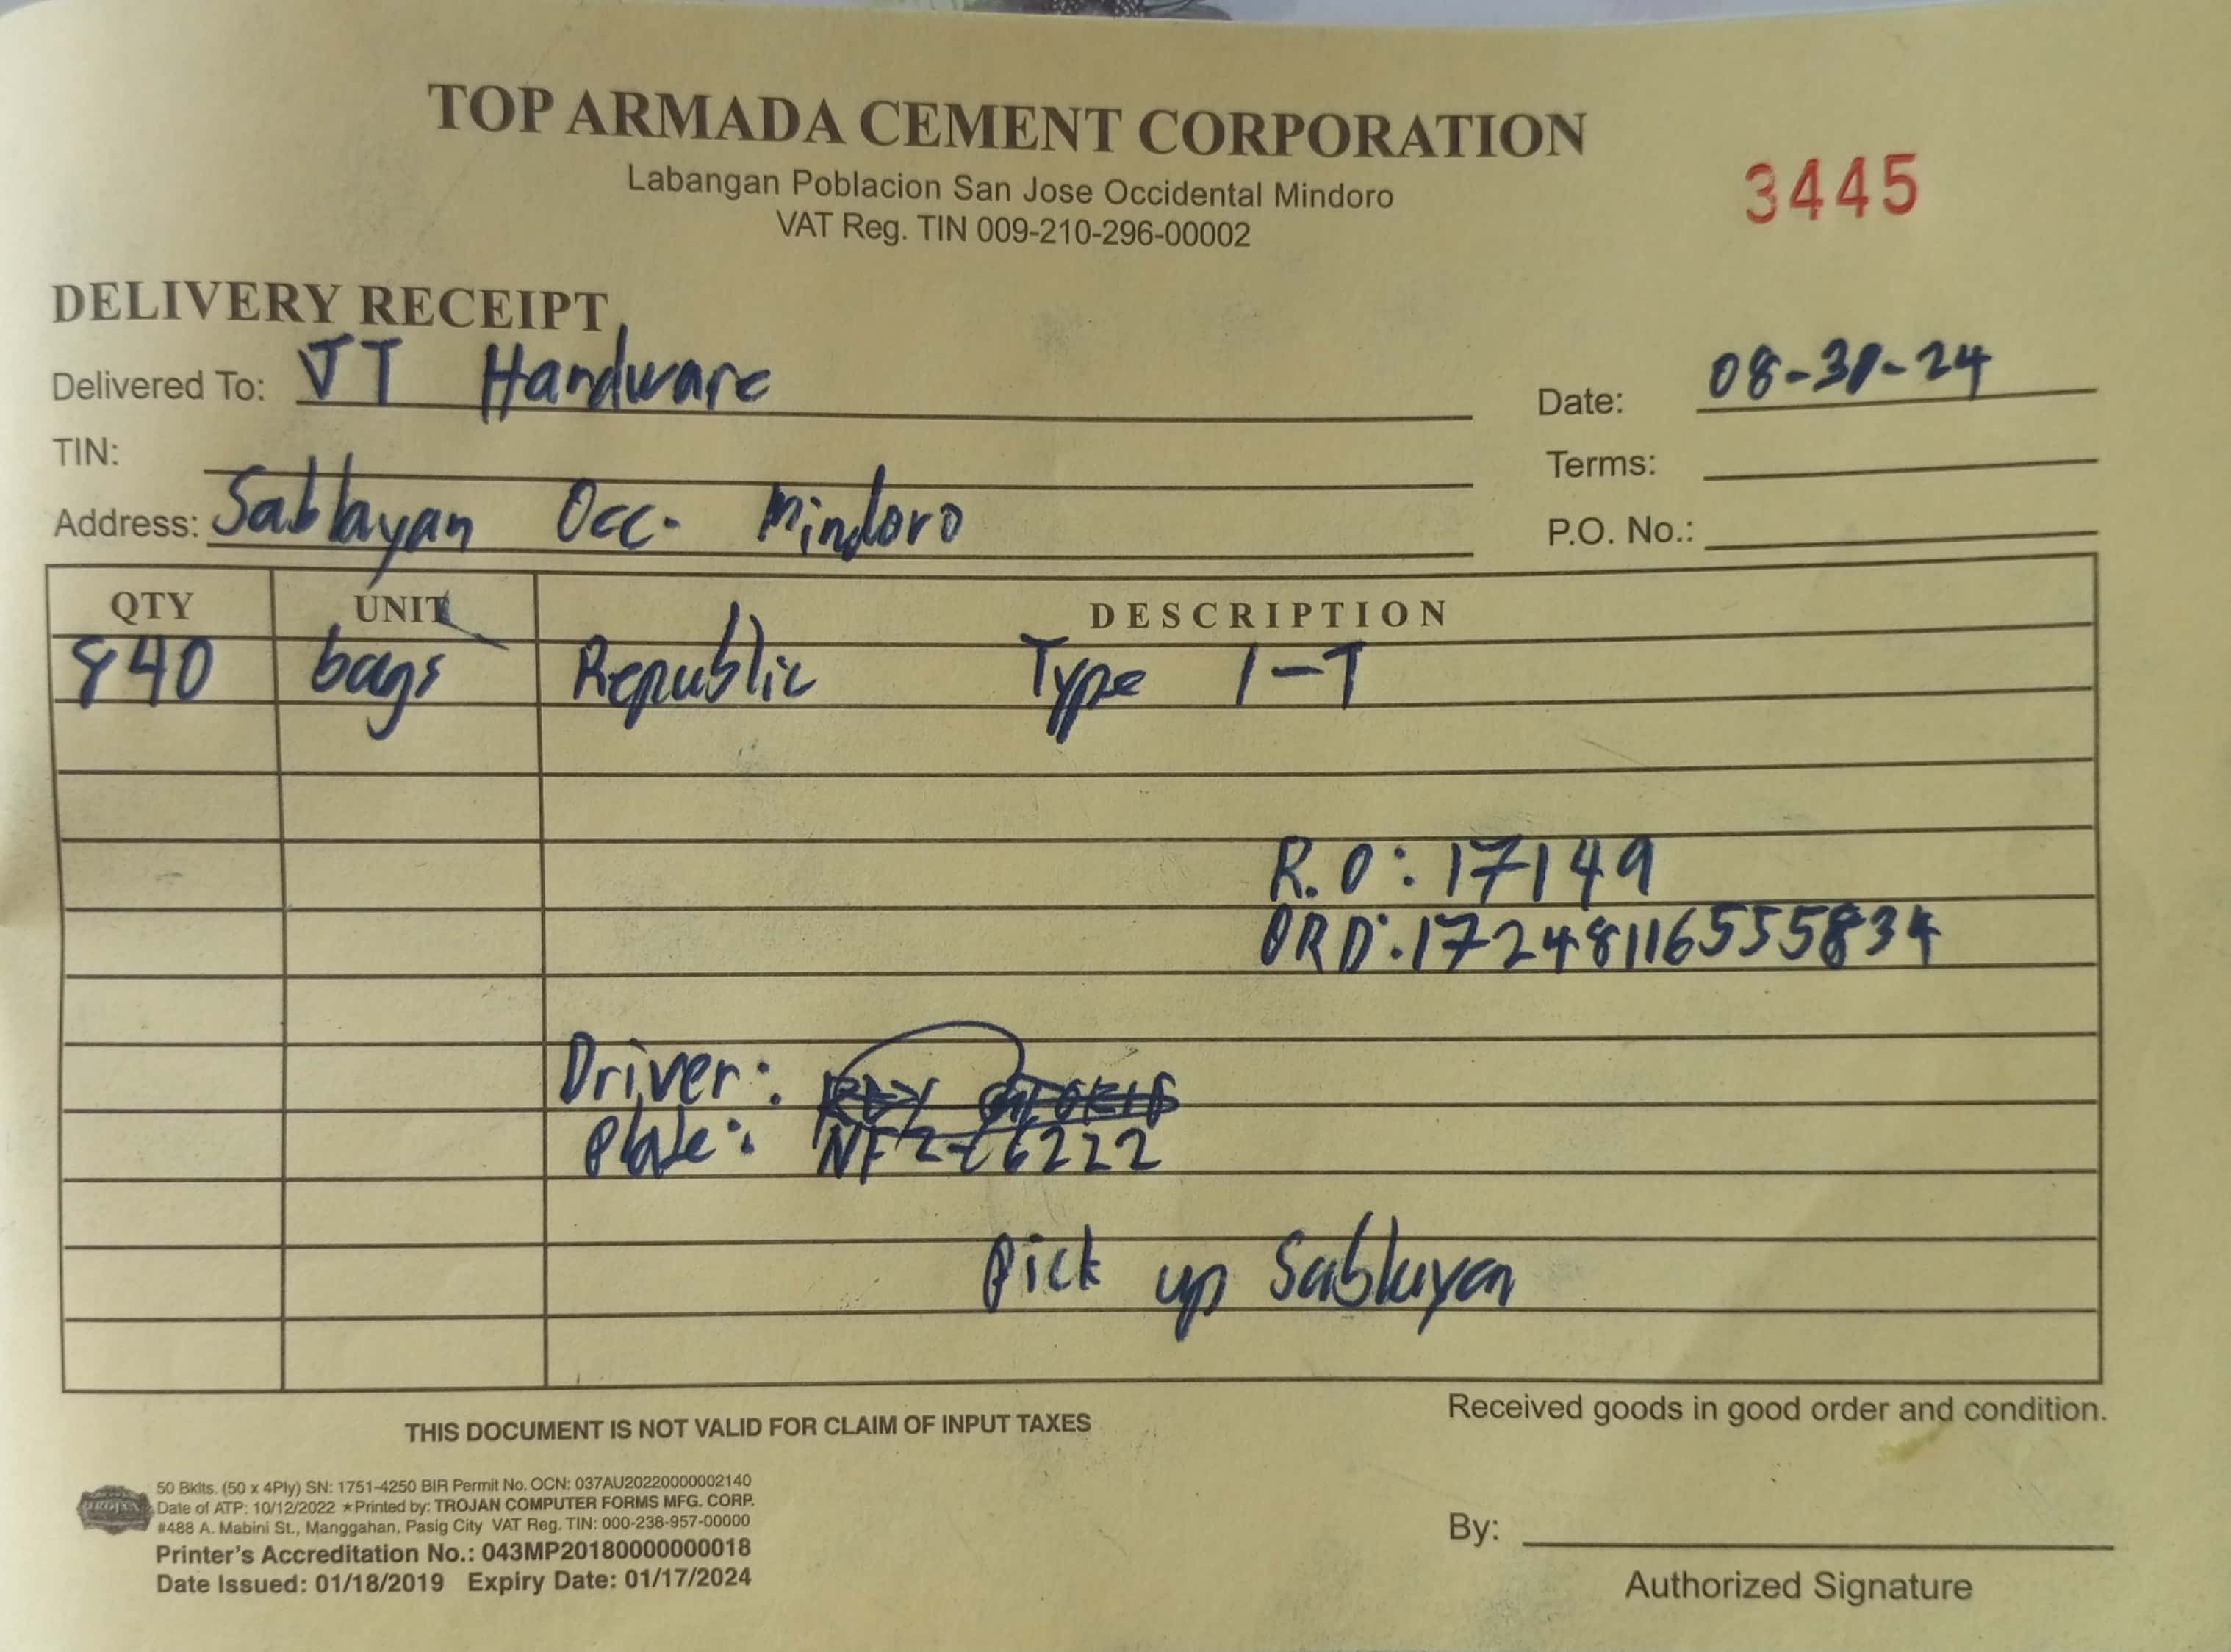 TOP ARMADA CEMENT CORPORATION
Labangan Poblacion San Jose Occidental Mindoro
VAT Reg. TIN 009-210-296-00002
3445
DELIVERY RECEIPT
Delivered To: JT Hardware
Date: 08-31-24
TIN:
Terms:
Address: Sablayan Occ. Mindoro
P.O. No.:
QTY UNIT DESCRIPTION
840 bags Republic Type 1-T
R.O: 17149
ORD: 17248116555834
Driver:
Plate: 6222
Pick up Sablayan
THIS DOCUMENT IS NOT VALID FOR CLAIM OF INPUT TAXES
Received goods in good order and condition.
TROJAN
50 Bklts. (50 x 4Ply) SN: 1751-4250 BIR Permit No. OCN: 037AU20220000002140
Date of ATP: 10/12/2022 ★Printed by: TROJAN COMPUTER FORMS MFG. CORP.
#488 A. Mabini St., Manggahan, Pasig City VAT Reg. TIN: 000-238-957-00000
Printer's Accreditation No.: 043MP20180000000018
Date Issued: 01/18/2019 Expiry Date: 01/17/2024
By:
Authorized Signature